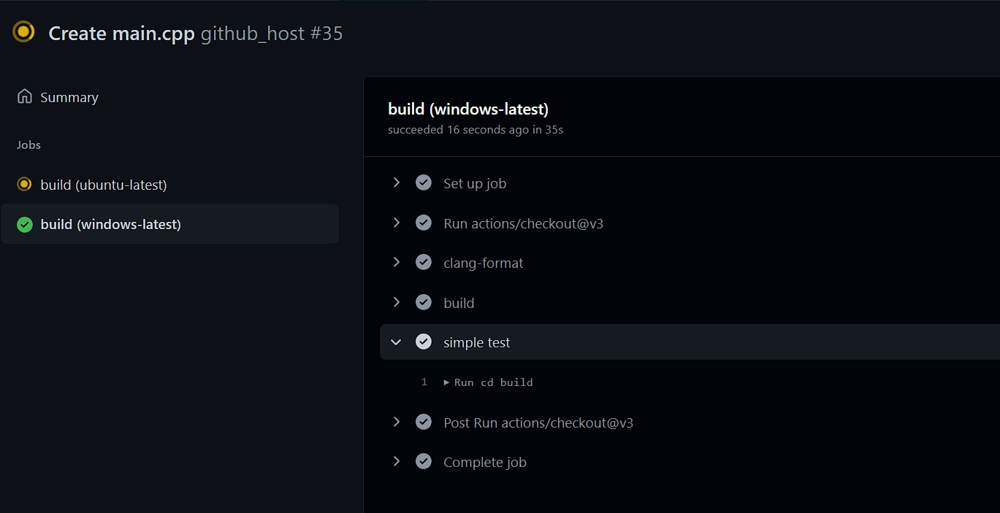 Create main.cpp github_host #35
Summary
Jobs
build (ubuntu-latest)
build (windows-latest)
build (windows-latest)
succeeded 16 seconds ago in 35s
Set up job
Run actions/checkout@v3
clang-format
build
simple test
1 Run cd build
Post Run actions/checkout@v3
Complete job